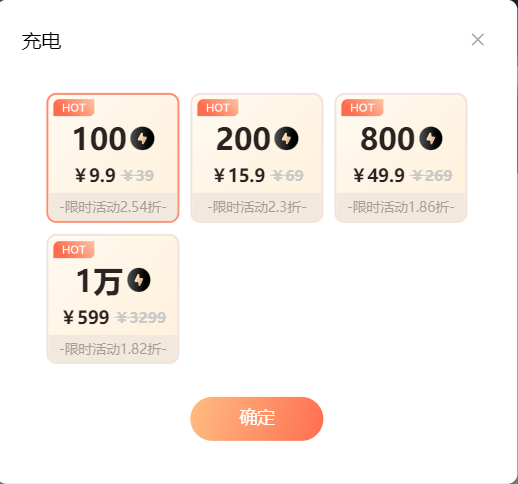 充电
HOT
100
￥9.9 ￥39
-限时活动2.54折-
HOT
200
￥15.9 ￥69
-限时活动2.3折-
HOT
800
￥49.9 ￥269
-限时活动1.86折-
HOT
1万
￥599 ￥3299
-限时活动1.82折-
确定